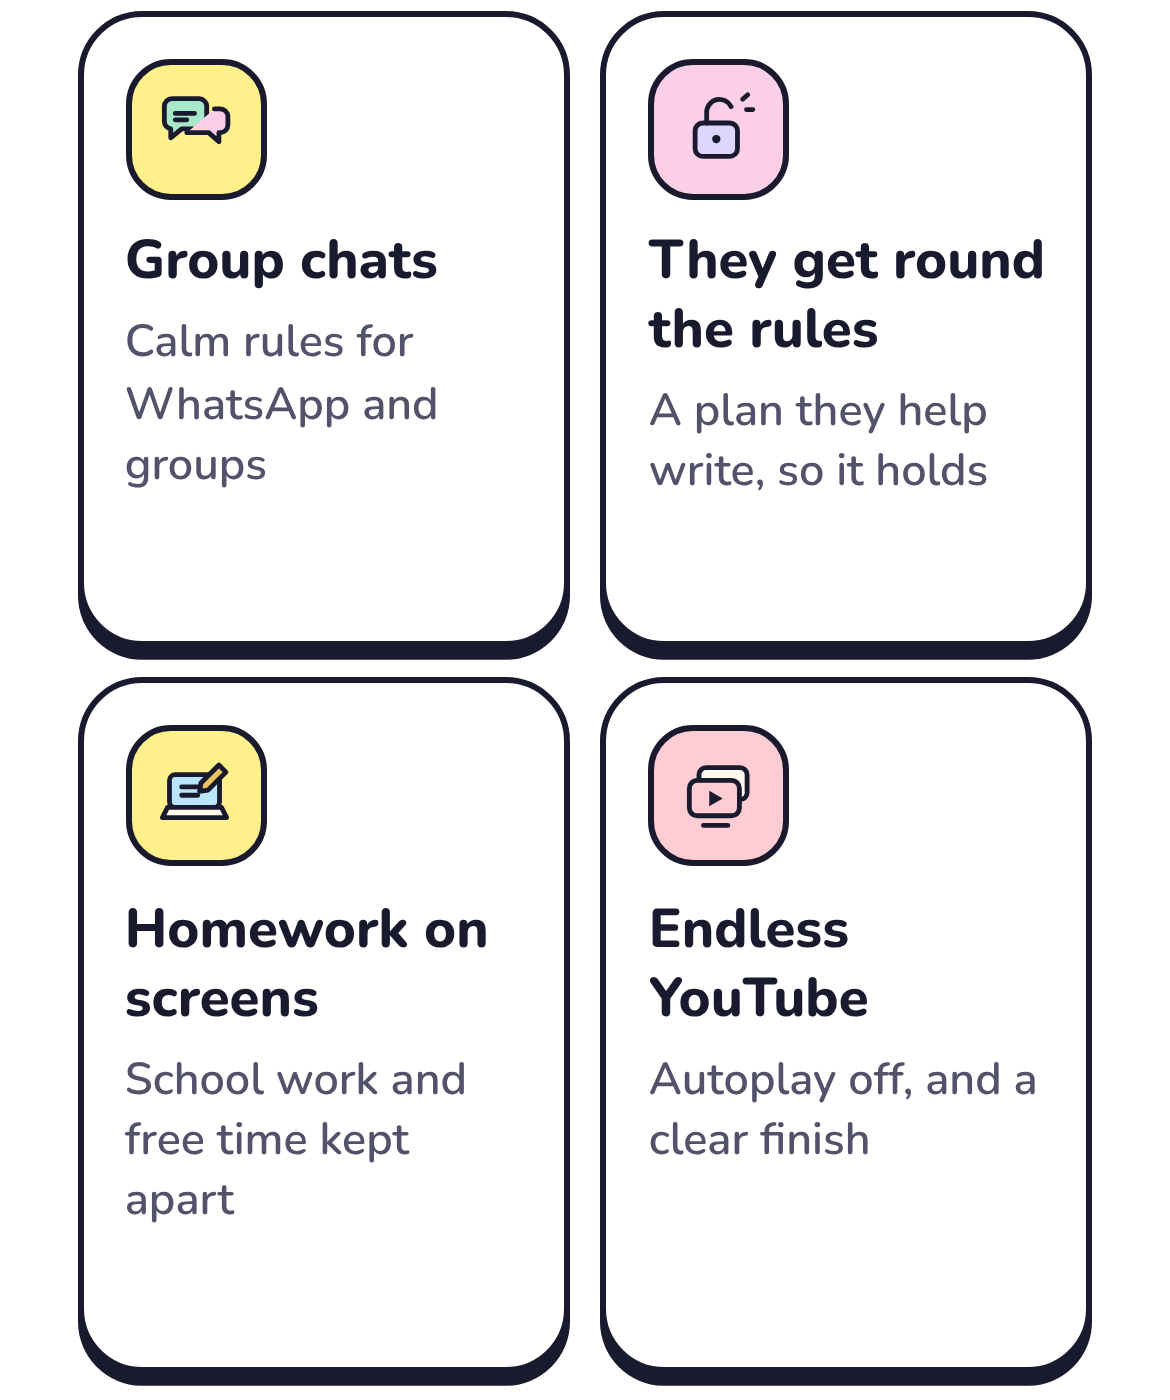 Group chats
Calm rules for
WhatsApp and
groups
They get round
the rules
A plan they help
write, so it holds
Homework on
screens
School work and
free time kept
apart
Endless
YouTube
Autoplay off, and a
clear finish